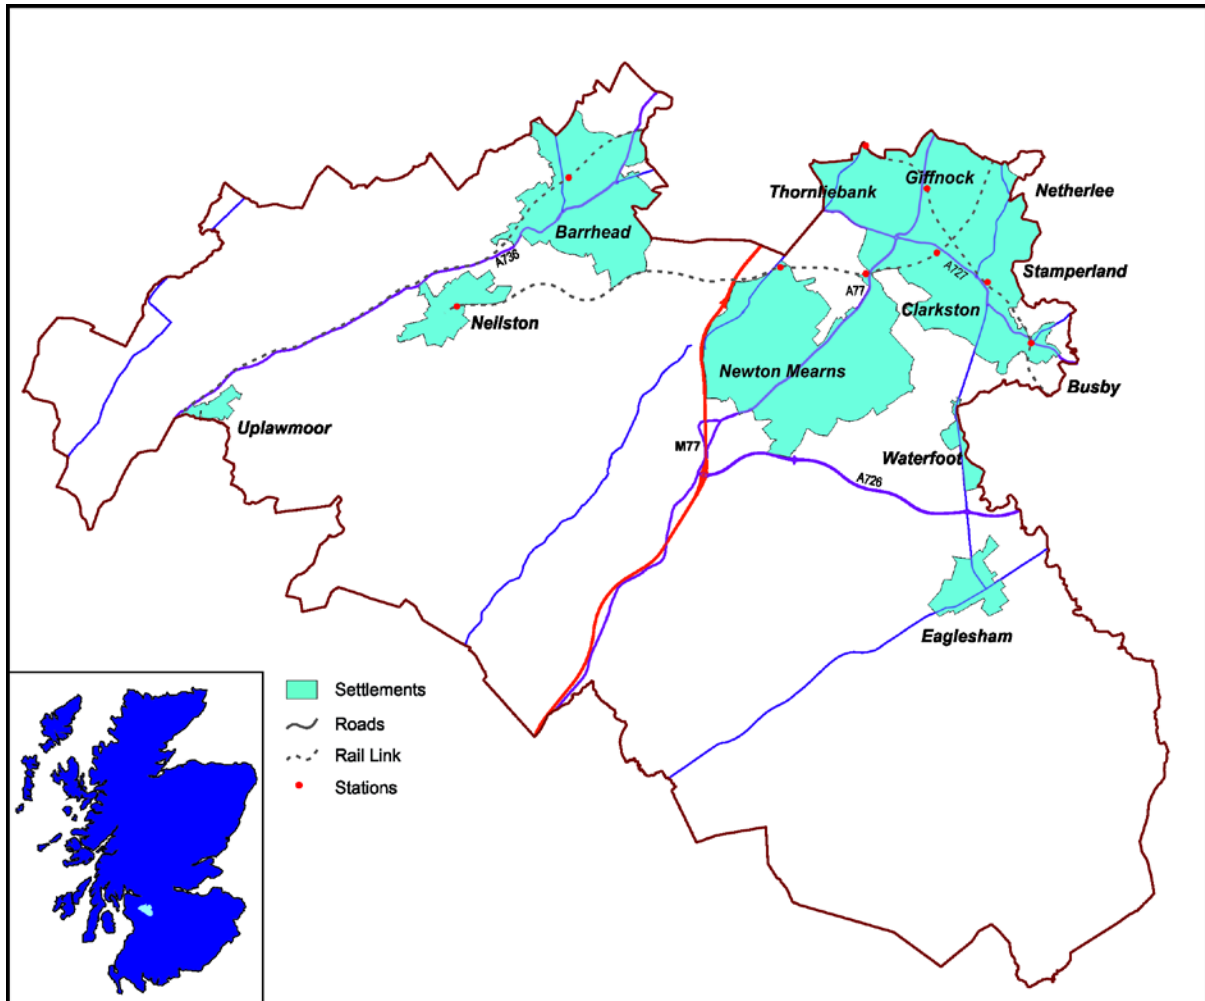 Thornliebank
Giffnock
Netherlee
Barrhead
A736
Stamperland
A727
A77
Clarkston
Neilston
Newton Mearns
Busby
Uplawmoor
M77
Waterfoot
A726
Eaglesham
Settlements
Roads
Rail Link
Stations